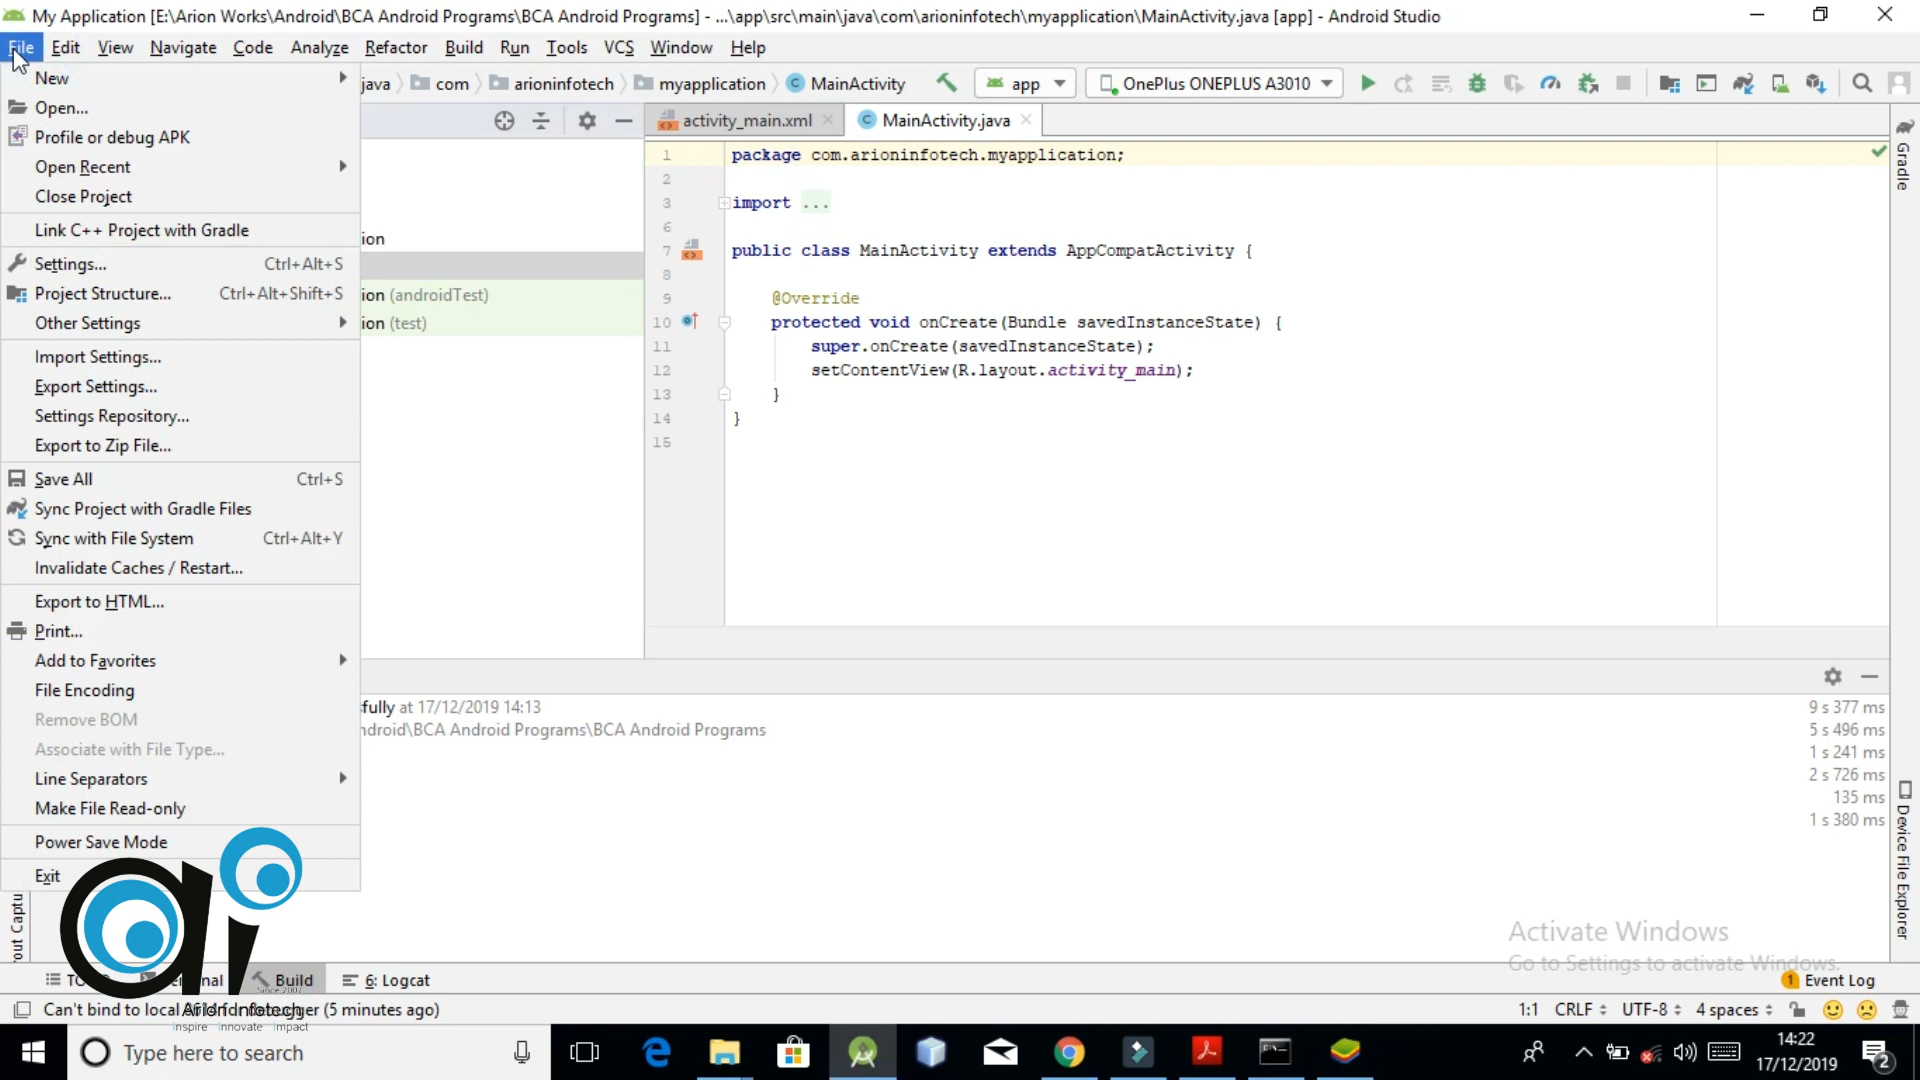 My Application [E:\Arion Works\Android\BCA Android Programs\BCA Android Programs] - ...\app\src\main\java\com\arioninfotech\myapplication\MainActivity.java [app] - Android Studio
File Edit View Navigate Code Analyze Refactor Build Run Tools VCS Window Help
java com arioninfotech myapplication MainActivity app OnePlus ONEPLUS A3010
New
Open...
Profile or debug APK
Open Recent
Close Project
Link C++ Project with Gradle
Settings... Ctrl+Alt+S
Project Structure... Ctrl+Alt+Shift+S
Other Settings
Import Settings...
Export Settings...
Settings Repository...
Export to Zip File...
Save All Ctrl+S
Sync Project with Gradle Files
Sync with File System Ctrl+Alt+Y
Invalidate Caches / Restart...
Export to HTML...
Print...
Add to Favorites
File Encoding
Remove BOM
Associate with File Type...
Line Separators
Make File Read-only
Power Save Mode
Exit
ion
ion (androidTest)
ion (test)
activity_main.xml MainActivity.java
1 package com.arioninfotech.myapplication;
2
3 import ...
6
7 public class MainActivity extends AppCompatActivity {
8
9 @Override
10 protected void onCreate(Bundle savedInstanceState) {
11 super.onCreate(savedInstanceState);
12 setContentView(R.layout.activity_main);
13 }
14 }
15
Gradle
Device File Explorer
sfully at 17/12/2019 14:13 9 s 377 ms
ndroid\BCA Android Programs\BCA Android Programs 5 s 496 ms
1 s 241 ms
2 s 726 ms
135 ms
1 s 380 ms
out Captu
Activate Windows
Go to Settings to activate Windows.
Build 6: Logcat 1 Event Log
Since 2007
Arion Infotech
Inspire Innovate Impact
Can't bind to local (5 minutes ago) 1:1 CRLF UTF-8 4 spaces
Type here to search 14:22
17/12/2019 2